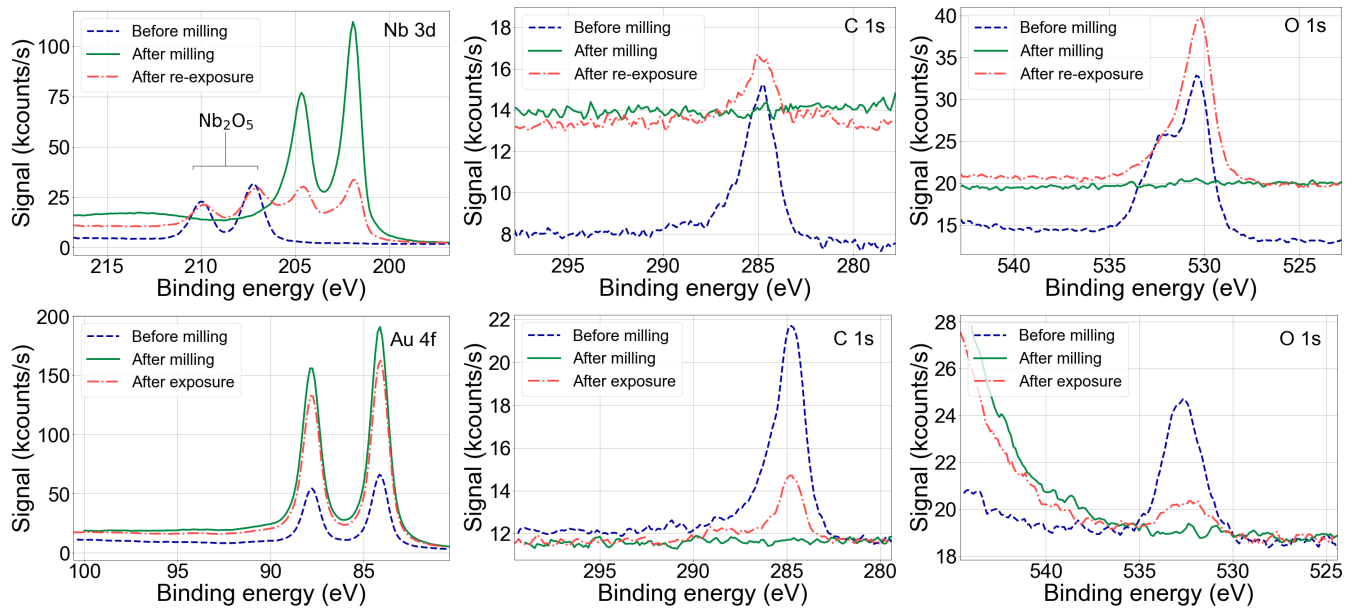 Signal (kcounts/s)
100
75
50
25
0
215
210
205
200
Binding energy (eV)
Before milling
After milling
After re-exposure
Nb 3d
Nb₂O₅
Signal (kcounts/s)
18
16
14
12
10
8
295
290
285
280
Binding energy (eV)
Before milling
After milling
After re-exposure
C 1s
Signal (kcounts/s)
40
35
30
25
20
15
540
535
530
525
Binding energy (eV)
Before milling
After milling
After re-exposure
O 1s
Signal (kcounts/s)
200
150
100
50
0
100
95
90
85
Binding energy (eV)
Before milling
After milling
After exposure
Au 4f
Signal (kcounts/s)
22
20
18
16
14
12
295
290
285
280
Binding energy (eV)
Before milling
After milling
After exposure
C 1s
Signal (kcounts/s)
28
26
24
22
20
18
540
535
530
525
Binding energy (eV)
Before milling
After milling
After exposure
O 1s